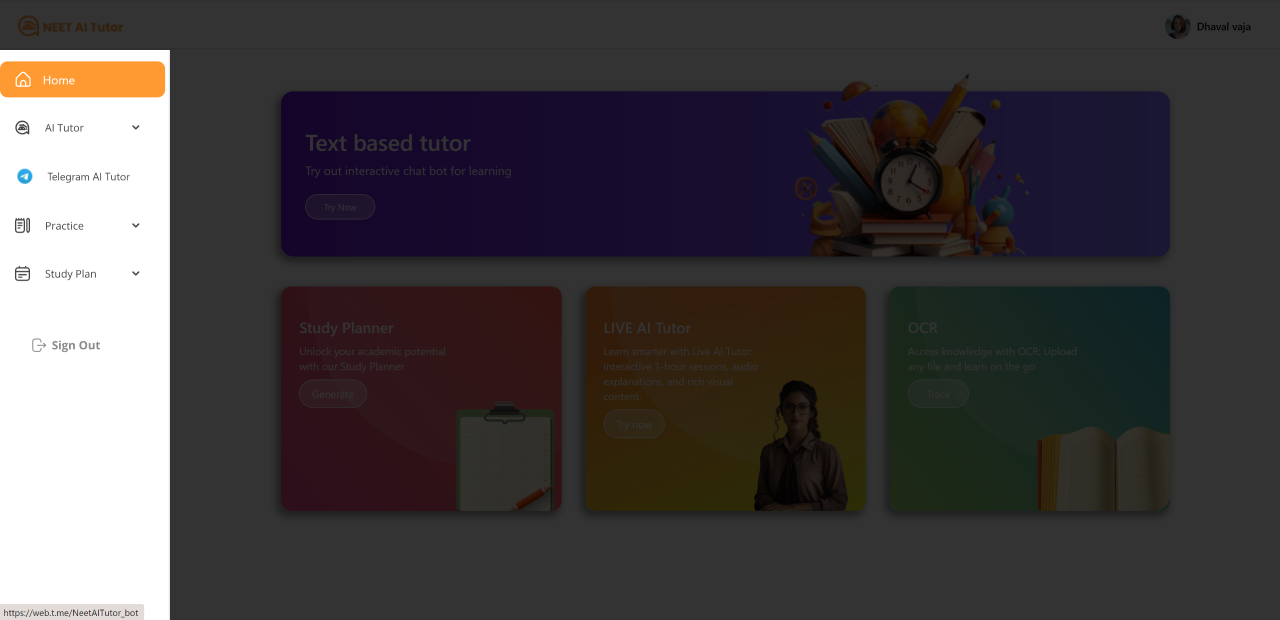 NEET AI Tutor
Dhaval vaja
Home
AI Tutor
Telegram AI Tutor
Practice
Study Plan
Sign Out
Text based tutor
Try out interactive chat bot for learning
Try Now
Study Planner
Unlock your academic potential
with our Study Planner
Generate
LIVE AI Tutor
Learn smarter with Live AI Tutor:
interactive 1-hour sessions, audio
explanations, and rich visual
content.
Try now
OCR
Access knowledge with OCR: Upload
any file and learn on the go
Track
https://web.t.me/NeetAITutor_bot